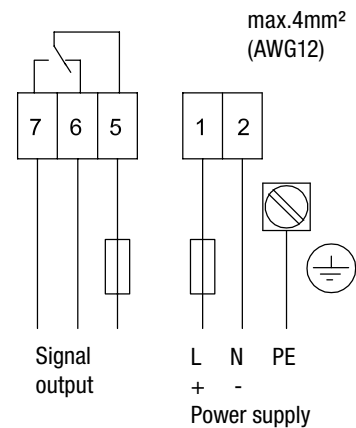 max.4mm²
(AWG12)
7 6 5 1 2
Signal
output
L N PE
+ -
Power supply